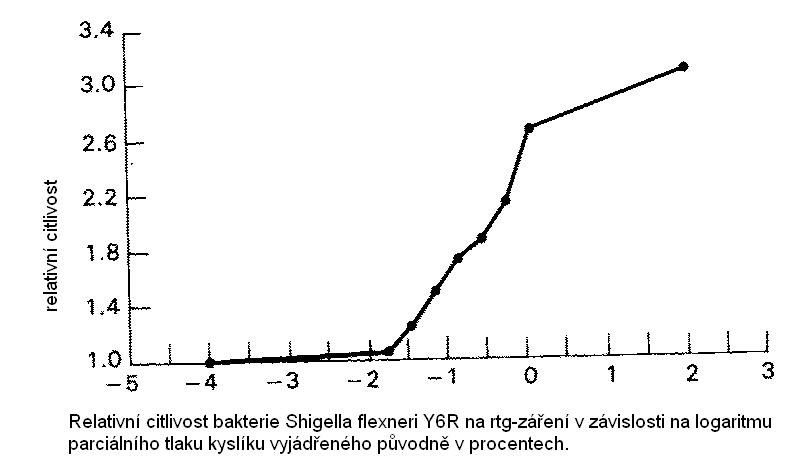 3.4
3.0
2.6
2.2
1.8
1.4
1.0
relativní citlivost
−5 −4 −3 −2 −1 0 1 2 3
Relativní citlivost bakterie Shigella flexneri Y6R na rtg-záření v závislosti na logaritmu
parciálního tlaku kyslíku vyjádřeného původně v procentech.